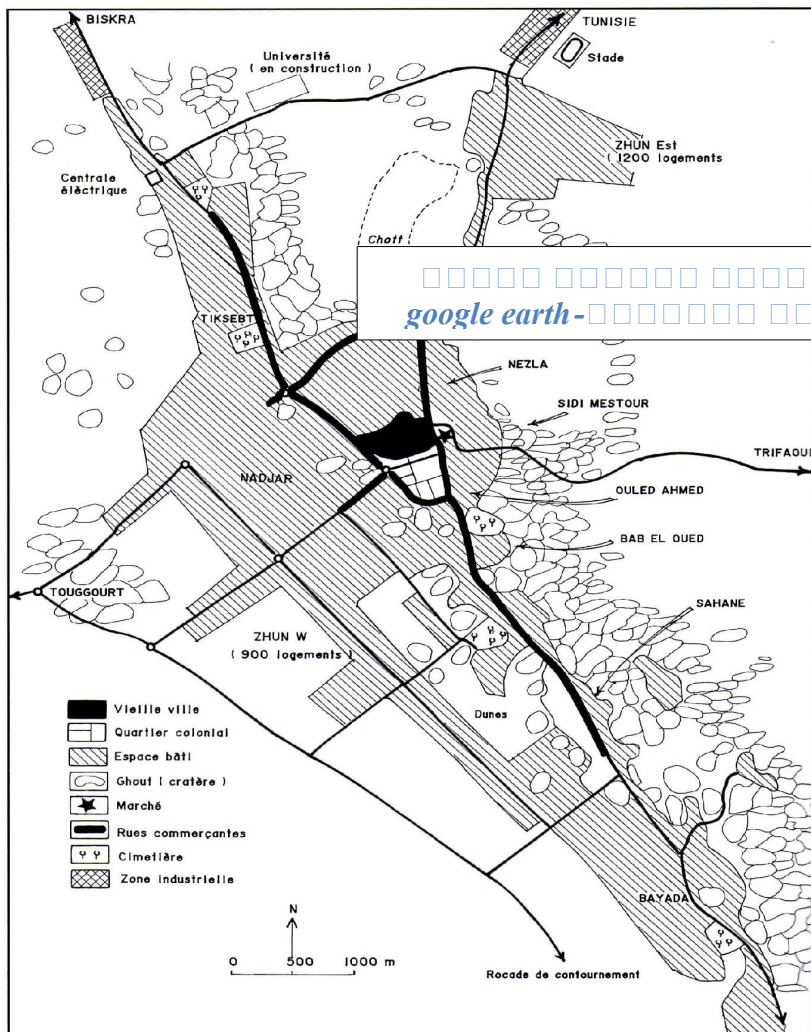 BISKRA
TUNISIE
Université
( en construction )
Stade
ZHUN Est
( 1200 logements
Centrale
élèctrique
Chott
google earth-
TIKSEBT
NEZLA
SIDI MESTOUR
TRIFAOUI
NADJAR
OULED AHMED
BAB EL OUED
TOUGGOURT
SAHANE
ZHUN W
( 900 logements )
Dunes
Vieille ville
Quartier colonial
Espace bâti
Ghout ( cratère )
Marché
Rues commerçantes
Cimetière
Zone industrielle
BAYADA
N
0 500 1000 m
Rocade de contournement